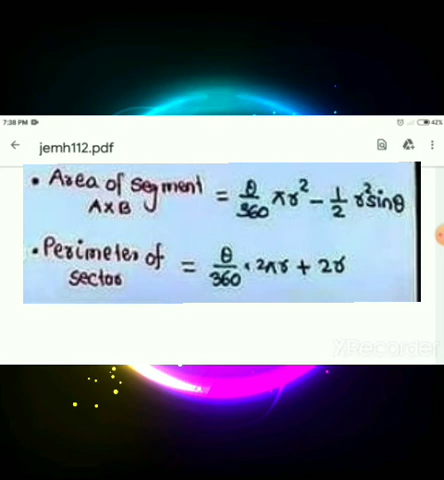 7:38 PM
42%
jemh112.pdf
• Area of segment = θ/360 πr² - 1/2 r²sinθ
AXB
• Perimeter of = θ/360 × 2πr + 2r
sector
XRecorder